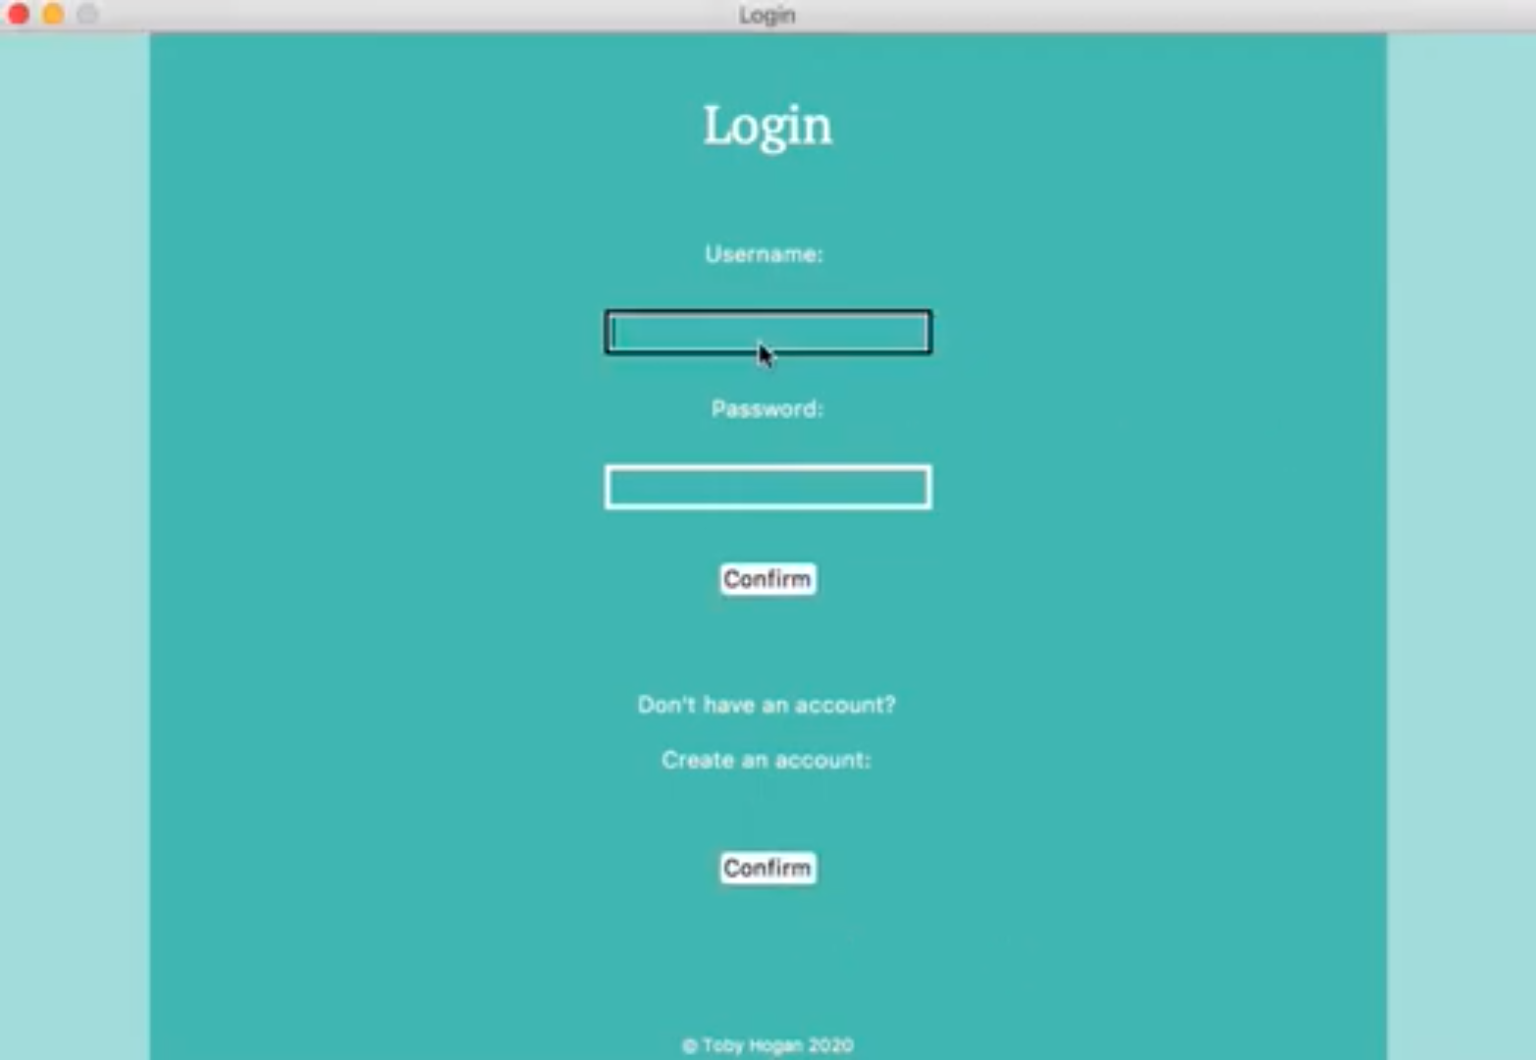 Login
Login
Username:
Password:
Confirm
Don't have an account?
Create an account:
Confirm
© Toby Hogan 2020